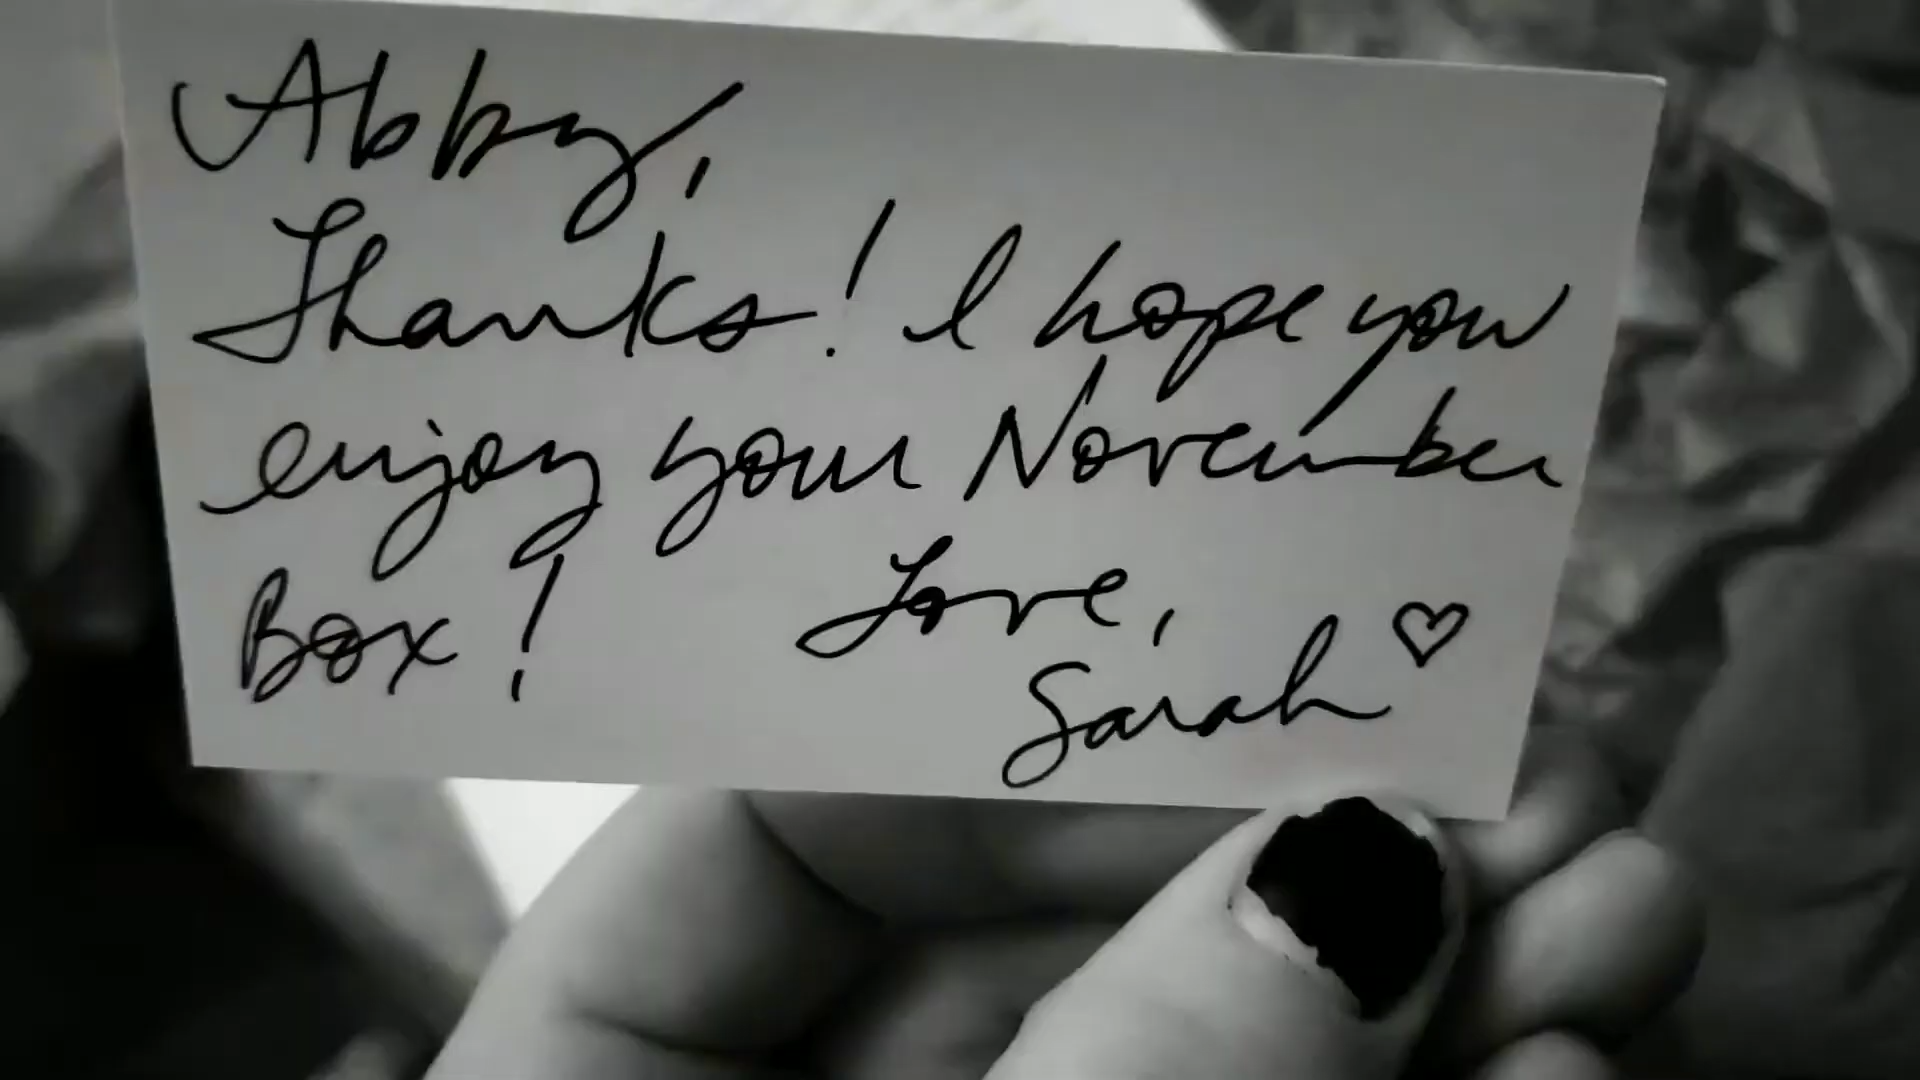 Abby,
Thanks! I hope you
enjoy your November
Box!
Love,
Sarah ♡